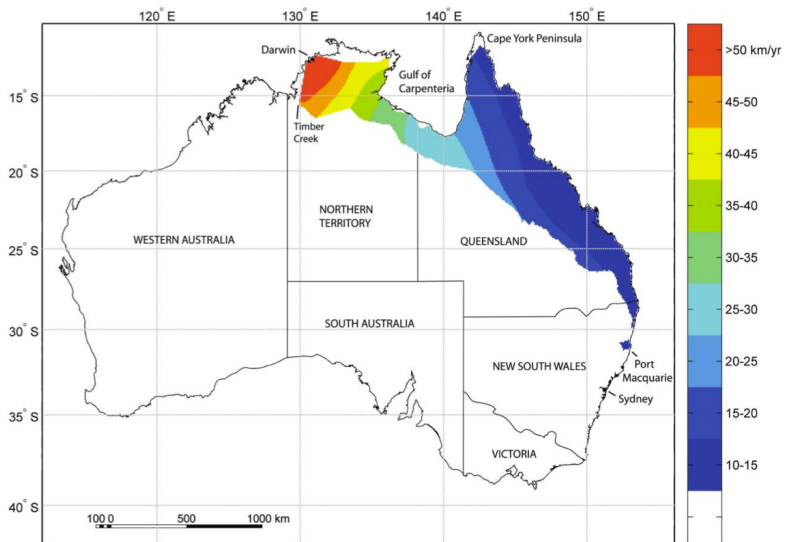 120° E
130° E
140° E
150° E
Cape York Peninsula
Darwin
Gulf of
Carpenteria
>50 km/yr
45-50
15° S
Timber
Creek
40-45
20° S
35-40
NORTHERN
TERRITORY
WESTERN AUSTRALIA
QUEENSLAND
25° S
30-35
25-30
SOUTH AUSTRALIA
30° S
20-25
NEW SOUTH WALES
Port
Macquarie
Sydney
15-20
35° S
VICTORIA
10-15
40° S
100 0 500 1000 km